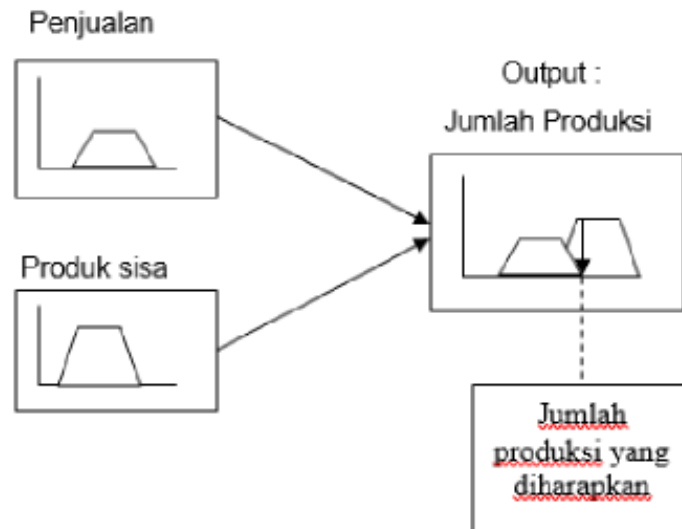 Penjualan
Output :
Jumlah Produksi
Produk sisa
Jumlah
produksi yang
diharapkan